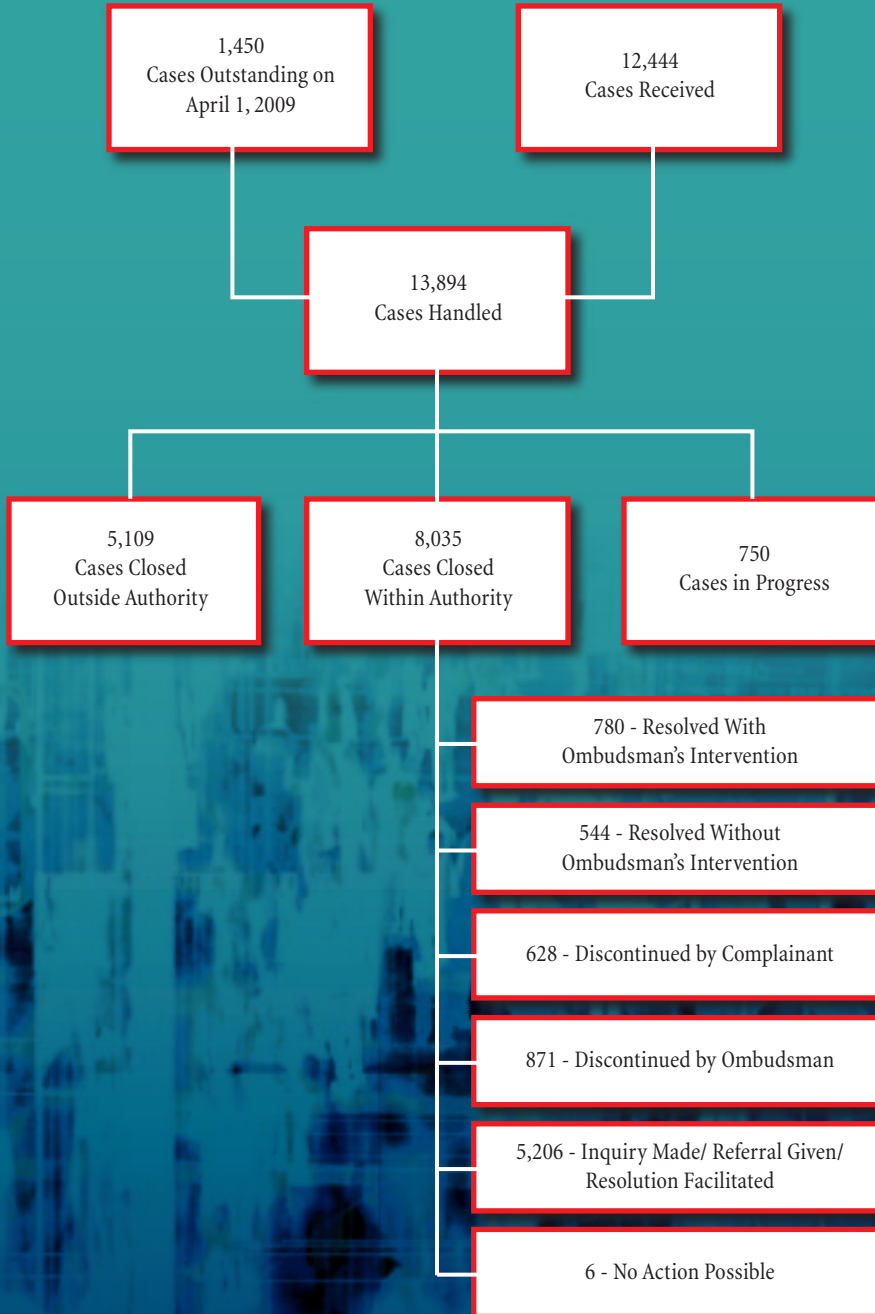 1,450
Cases Outstanding on
April 1, 2009
12,444
Cases Received
13,894
Cases Handled
5,109
Cases Closed
Outside Authority
8,035
Cases Closed
Within Authority
750
Cases in Progress
780 - Resolved With
Ombudsman’s Intervention
544 - Resolved Without
Ombudsman’s Intervention
628 - Discontinued by Complainant
871 - Discontinued by Ombudsman
5,206 - Inquiry Made/ Referral Given/
Resolution Facilitated
6 - No Action Possible